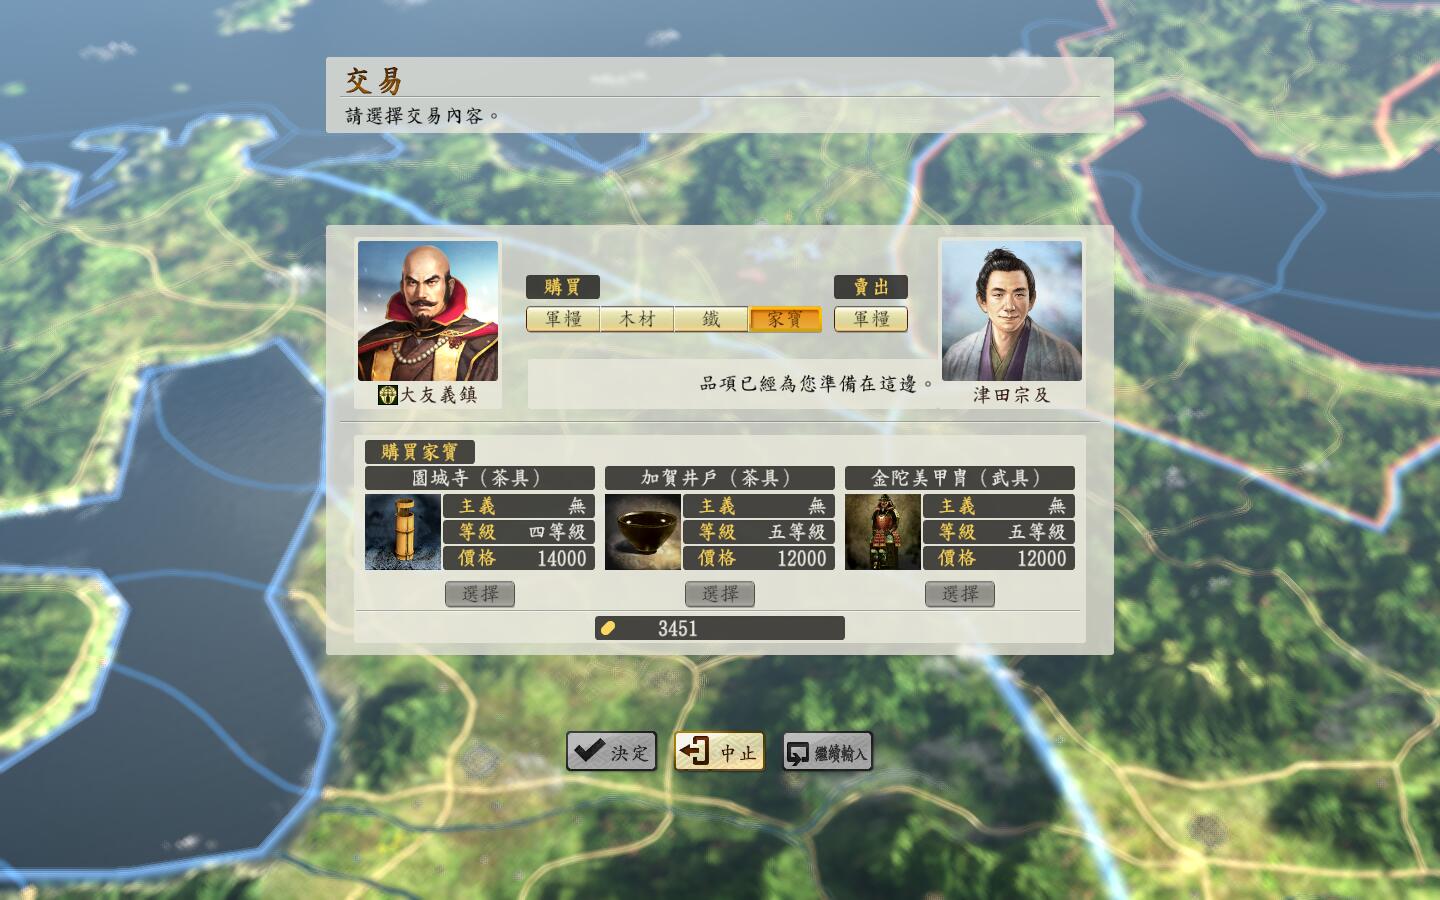 交易
請選擇交易內容。
購買 賣出
軍糧 木材 鐵 家寶 軍糧
品項已經為您準備在這邊。
大友義鎮 津田宗及
購買家寶
園城寺（茶具） 加賀井戶（茶具） 金陀美甲冑（武具）
主義 無 主義 無 主義 無
等級 四等級 等級 五等級 等級 五等級
價格 14000 價格 12000 價格 12000
選擇 選擇 選擇
3451
決定 中止 繼續輸入